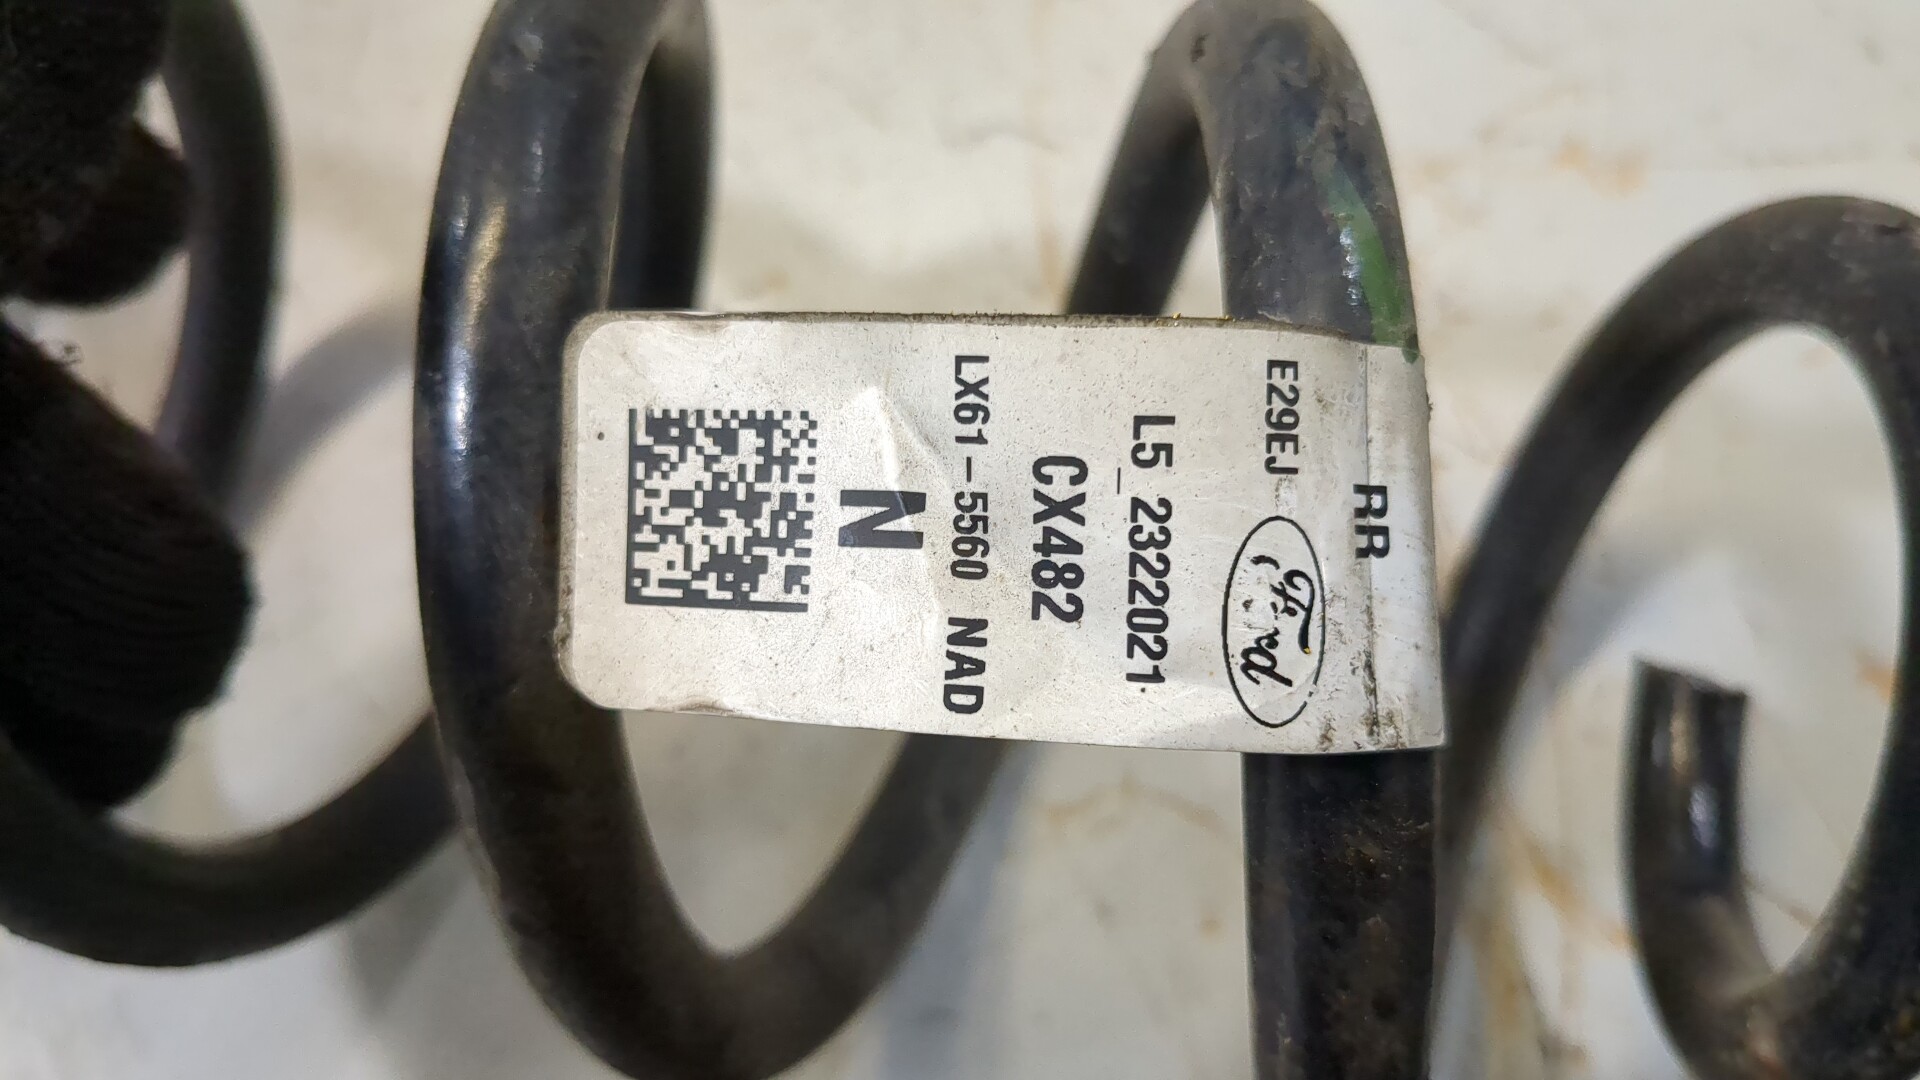 RR
E29EJ Ford
L5_2322021
CX482
LX61-5560 NAD
N